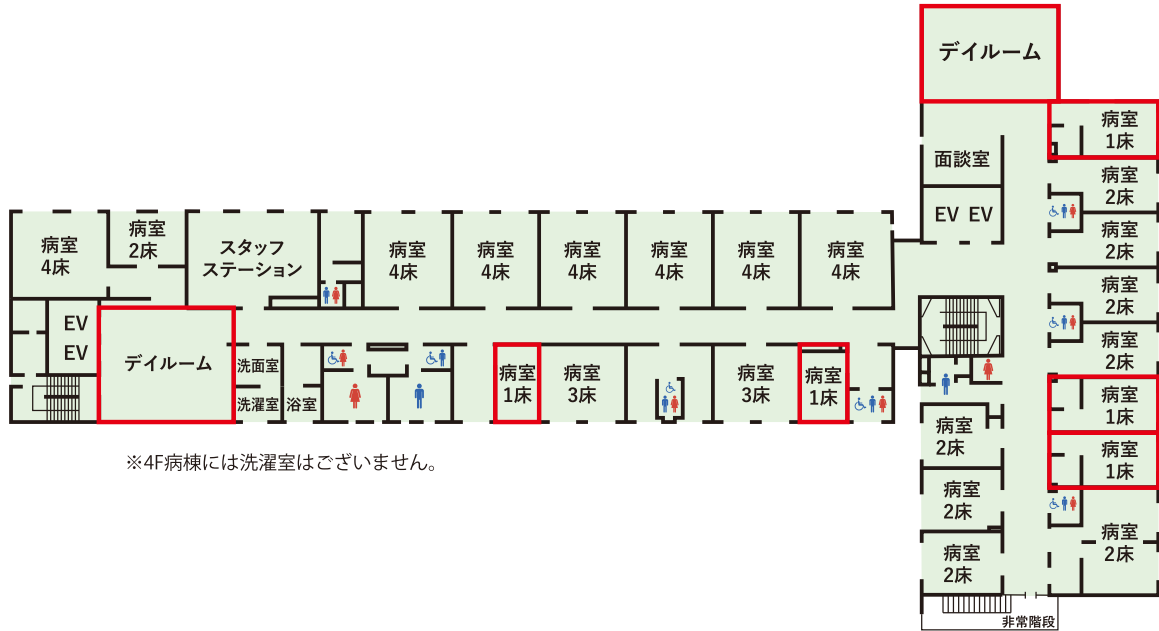 デイルーム
病室
1床
面談室
病室
2床
EV EV
病室
2床
病室
2床
病室
2床
病室
1床
病室
1床
病室
2床
病室
2床
病室
2床
病室
2床
非常階段
病室
4床
病室
2床
スタッフ
ステーション
病室
4床
病室
4床
病室
4床
病室
4床
病室
4床
病室
4床
EV
EV
デイルーム
洗面室
洗濯室
浴室
病室
1床
病室
3床
病室
3床
病室
1床
※4F病棟には洗濯室はございません。